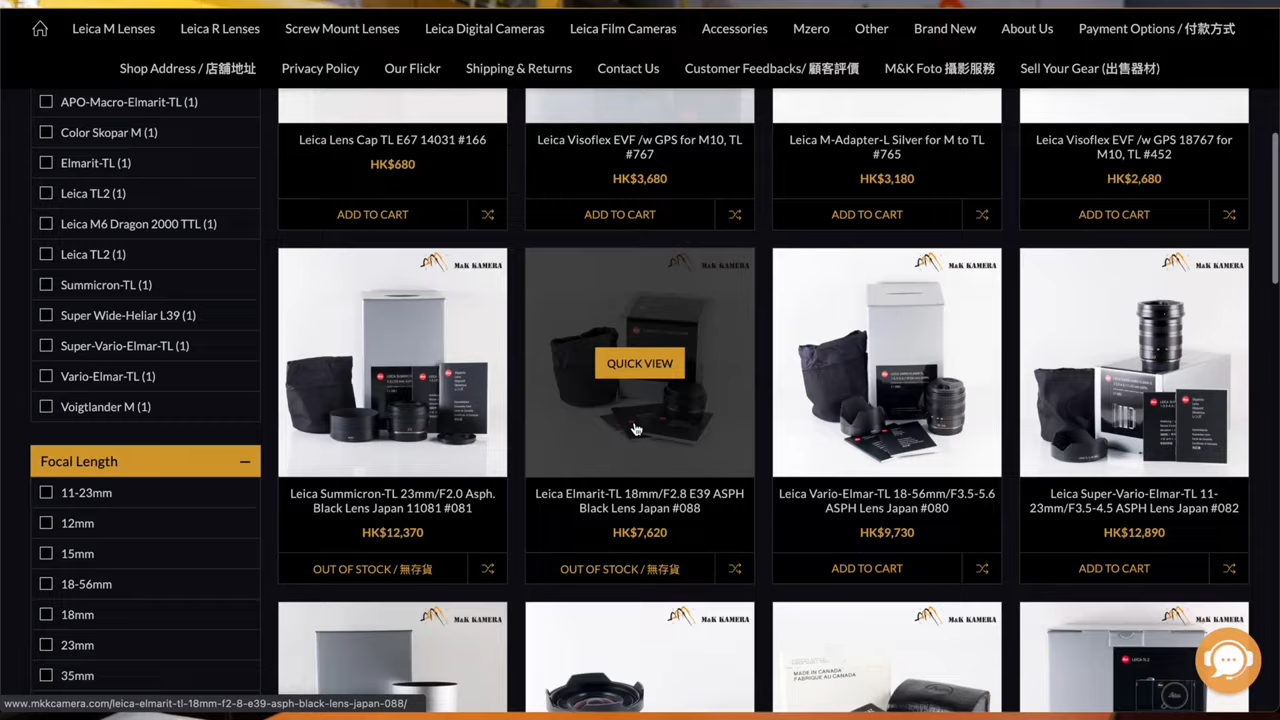 Leica M Lenses
Leica R Lenses
Screw Mount Lenses
Leica Digital Cameras
Leica Film Cameras
Accessories
Mzero
Other
Brand New
About Us
Payment Options / 付款方式
Shop Address / 店舖地址
Privacy Policy
Our Flickr
Shipping & Returns
Contact Us
Customer Feedbacks/ 顧客評價
M&K Foto 攝影服務
Sell Your Gear (出售器材)
APO-Macro-Elmarit-TL (1)
Color Skopar M (1)
Elmarit-TL (1)
Leica TL2 (1)
Leica M6 Dragon 2000 TTL (1)
Leica TL2 (1)
Summicron-TL (1)
Super Wide-Heliar L39 (1)
Super-Vario-Elmar-TL (1)
Vario-Elmar-TL (1)
Voigtlander M (1)
Focal Length
11-23mm
12mm
15mm
18-56mm
18mm
23mm
35mm
Leica Lens Cap TL E67 14031 #166
HK$680
ADD TO CART
Leica Visoflex EVF /w GPS for M10, TL
#767
HK$3,680
ADD TO CART
Leica M-Adapter-L Silver for M to TL
#765
HK$3,180
ADD TO CART
Leica Visoflex EVF /w GPS 18767 for
M10, TL #452
HK$2,680
ADD TO CART
M&K KAMERA
Leica Summicron-TL 23mm/F2.0 Asph.
Black Lens Japan 11081 #081
HK$12,370
OUT OF STOCK / 無存貨
M&K KAMERA
QUICK VIEW
Leica Elmarit-TL 18mm/F2.8 E39 ASPH
Black Lens Japan #088
HK$7,620
OUT OF STOCK / 無存貨
M&K KAMERA
Leica Vario-Elmar-TL 18-56mm/F3.5-5.6
ASPH Lens Japan #080
HK$9,730
ADD TO CART
M&K KAMERA
Leica Super-Vario-Elmar-TL 11-
23mm/F3.5-4.5 ASPH Lens Japan #082
HK$12,890
ADD TO CART
M&K KAMERA
M&K KAMERA
M&K KAMERA
MADE IN CANADA
FABRIQUE AU CANADA
M&K KAMERA
LEICA TL2
www.mkkcamera.com/leica-elmarit-tl-18mm-f2-8-e39-asph-black-lens-japan-088/